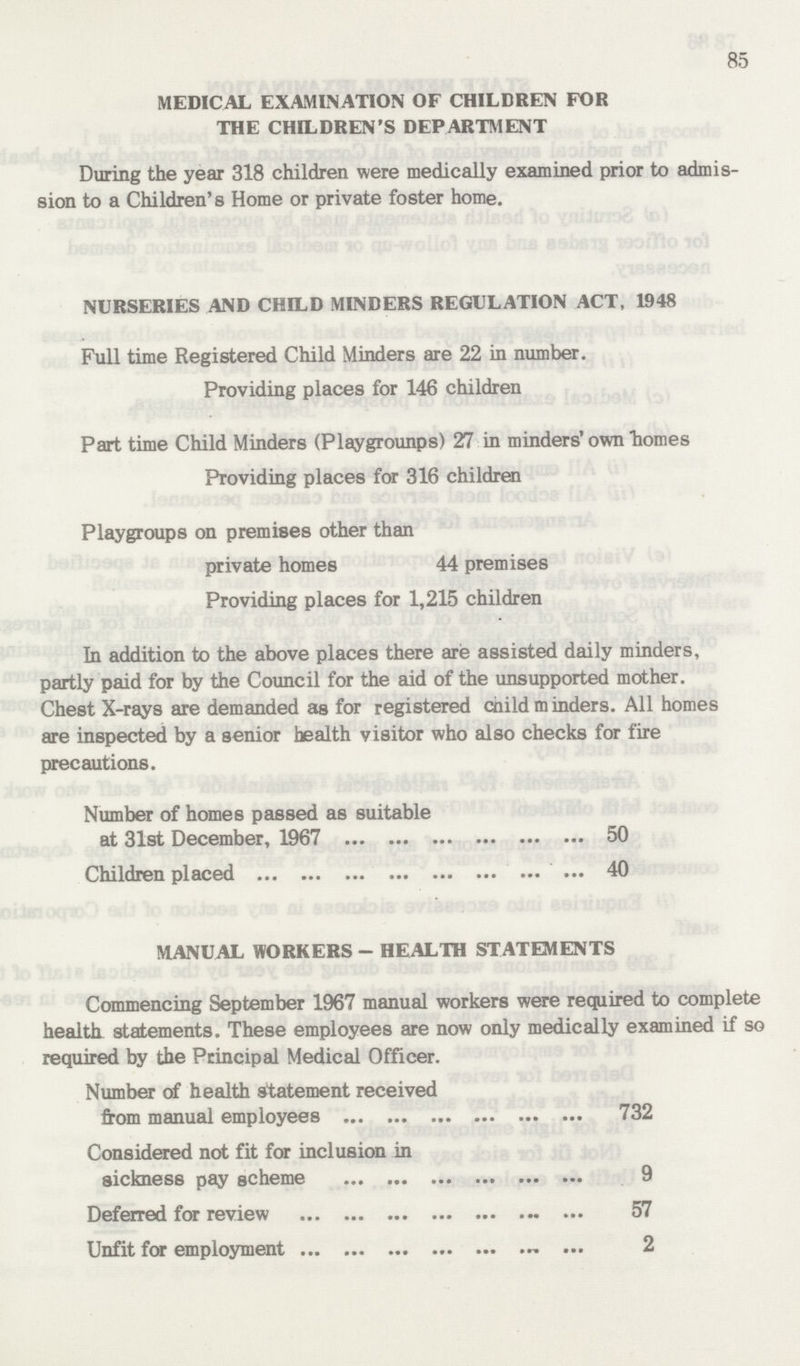 85
MEDICAL EXAMINATION OF CHILDREN FOR
THE CHILDREN'S DEPARTMENT
During the year 318 children were medically examined prior to admis-
sion to a Children's Home or private foster home.
NURSERIES AND CHILD MINDERS REGULATION ACT, 1948
Full time Registered Child Minders are 22 in number.
Providing places for 146 children
Part time Child Minders (Playgrounps) 27 in minders' own homes
Providing places for 316 children
Playgroups on premises other than
private homes 44 premises
Providing places for 1,215 children
In addition to the above places there are assisted daily minders,
partly paid for by the Council for the aid of the unsupported mother.
Chest X-rays are demanded as for registered child minders. All homes
are inspected by a senior health visitor who also checks for fire
precautions.
Number of homes passed as suitable
at 31st December, 1967 ... ... ... ... ... ... 50
Children placed ... ... ... ... ... ... ... ... 40
MANUAL WORKERS – HEALTH STATEMENTS
Commencing September 1967 manual workers were required to complete
health statements. These employees are now only medically examined if so
required by the Principal Medical Officer.
Number of health statement received
from manual employees ... ... ... ... ... ... 732
Considered not fit for inclusion in
sickness pay scheme ... ... ... ... ... ... 9
Deferred for review ... ... ... ... ... ... ... 57
Unfit for employment ... ... ... ... ... ... ... 2